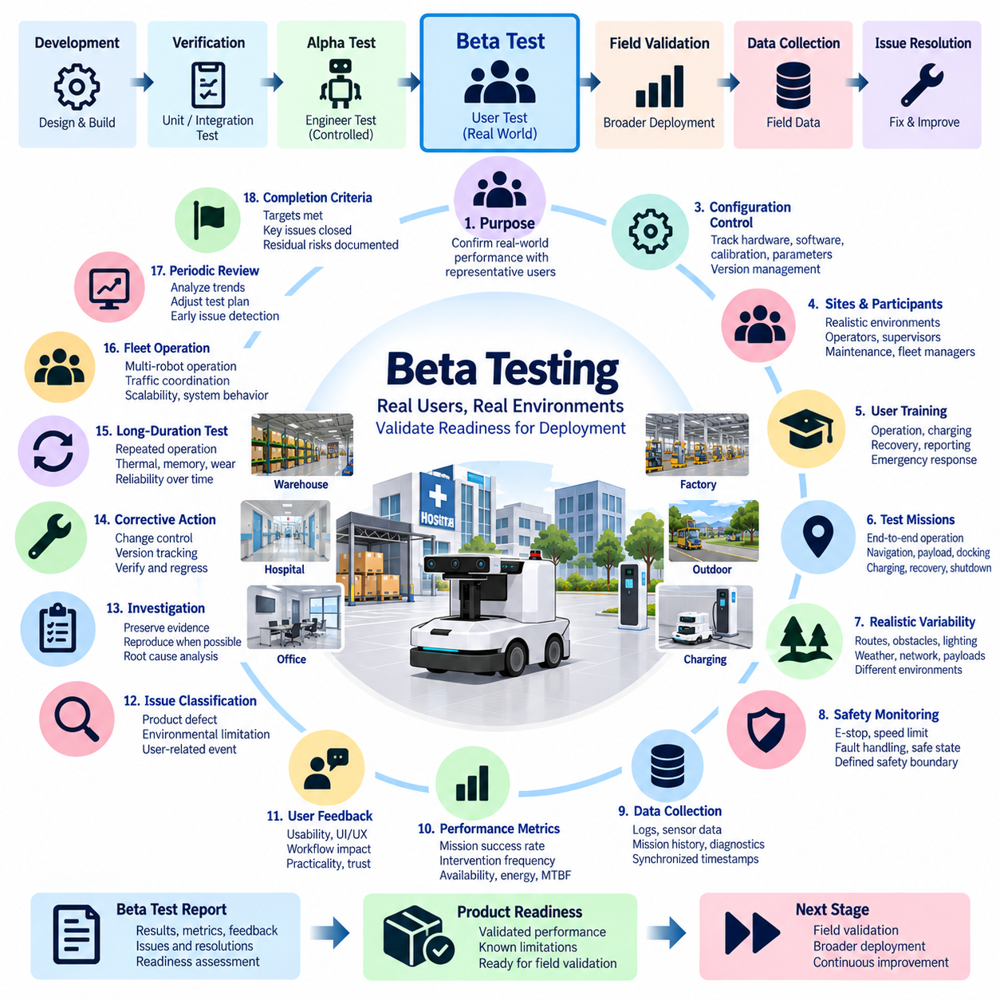 Development
Design & Build
Verification
Unit / Integration
Test
Alpha Test
Engineer Test
(Controlled)
Beta Test
User Test
(Real World)
Field Validation
Broader Deployment
Data Collection
Field Data
Issue Resolution
Fix & Improve
1. Purpose
Confirm real-world
performance with
representative users
3. Configuration
Control
Track hardware, software,
calibration, parameters
Version management
4. Sites & Participants
Realistic environments
Operators, supervisors
Maintenance, fleet managers
5. User Training
Operation, charging
Recovery, reporting
Emergency response
6. Test Missions
End-to-end operation
Navigation, payload, docking
Charging, recovery, shutdown
7. Realistic Variability
Routes, obstacles, lighting
Weather, network, payloads
Different environments
8. Safety Monitoring
E-stop, speed limit
Fault handling, safe state
Defined safety boundary
9. Data Collection
Logs, sensor data
Mission history, diagnostics
Synchronized timestamps
10. Performance Metrics
Mission success rate
Intervention frequency
Availability, energy, MTBF
11. User Feedback
Usability, UI/UX
Workflow impact
Practicality, trust
12. Issue Classification
Product defect
Environmental limitation
User-related event
13. Investigation
Preserve evidence
Reproduce when possible
Root cause analysis
14. Corrective Action
Change control
Version tracking
Verify and regress
15. Long-Duration Test
Repeated operation
Thermal, memory, wear
Reliability over time
16. Fleet Operation
Multi-robot operation
Traffic coordination
Scalability, system behavior
17. Periodic Review
Analyze trends
Adjust test plan
Early issue detection
18. Completion Criteria
Targets met
Key issues closed
Residual risks documented
Beta Testing
Real Users, Real Environments
Validate Readiness for Deployment
Warehouse
Hospital
Office
Factory
Outdoor
Charging
Beta Test Report
Results, metrics, feedback
Issues and resolutions
Readiness assessment
Product Readiness
Validated performance
Known limitations
Ready for field validation
Next Stage
Field validation
Broader deployment
Continuous improvement